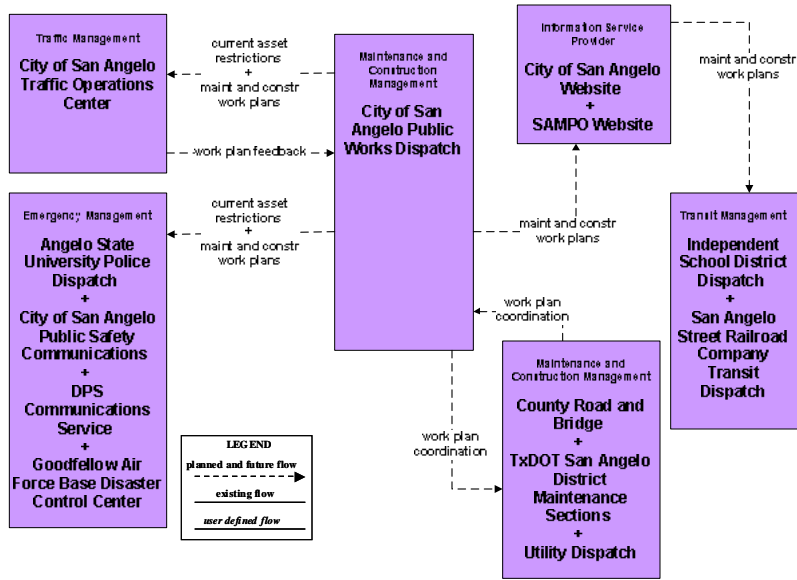 Traffic Management
City of San Angelo
Traffic Operations
Center
current asset
restrictions
+
maint and constr
work plans
work plan feedback
Maintenance and
Construction
Management
City of San
Angelo Public
Works Dispatch
Information Service
Provider
City of San Angelo
Website
+
SAMPO Website
maint and constr
work plans
Emergency Management
Angelo State
University Police
Dispatch
+
City of San Angelo
Public Safety
Communications
+
DPS
Communications
Service
+
Goodfellow Air
Force Base Disaster
Control Center
current asset
restrictions
+
maint and constr
work plans
maint and constr
work plans
Transit Management
Independent
School District
Dispatch
+
San Angelo
Street Railroad
Company
Transit
Dispatch
work plan
coordination
work plan
coordination
Maintenance and
Construction Management
County Road and
Bridge
+
TxDOT San Angelo
District
Maintenance
Sections
+
Utility Dispatch
LEGEND
planned and future flow
existing flow
user defined flow